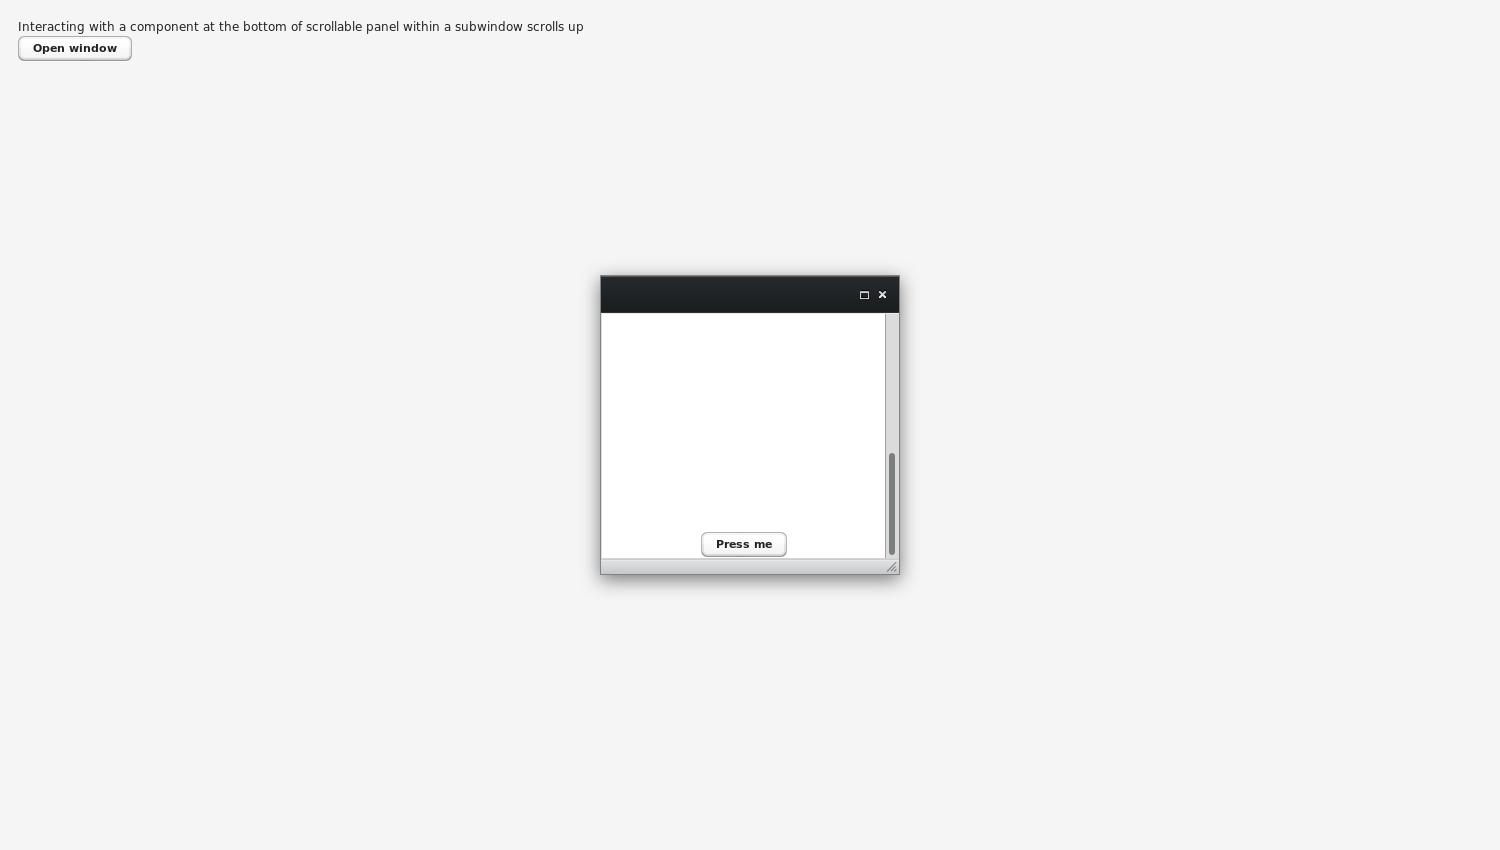 Interacting with a component at the bottom of scrollable panel within a subwindow scrolls up
Open window
Press me